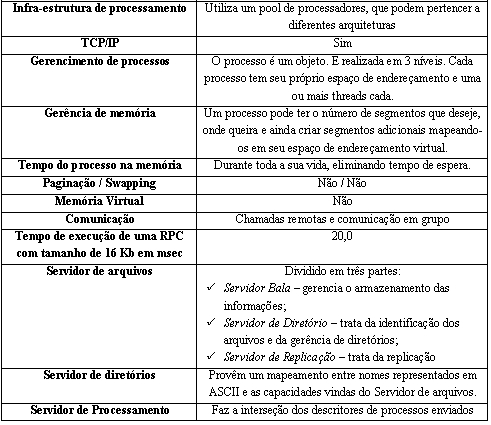 Infra-estrutura de processamento
Utiliza um pool de processadores, que podem pertencer a
diferentes arquiteturas
TCP/IP
Sim
Gerencimento de processos
O processo é um objeto. E realizada em 3 níveis. Cada
processo tem seu próprio espaço de endereçamento e uma
ou mais threads cada.
Gerência de memória
Um processo pode ter o número de segmentos que deseje,
onde queira e ainda criar segmentos adicionais mapeando-
os em seu espaço de endereçamento virtual.
Tempo do processo na memória
Durante toda a sua vida, eliminando tempo de espera.
Paginação / Swapping
Não / Não
Memória Virtual
Não
Comunicação
Chamadas remotas e comunicação em grupo
Tempo de execução de uma RPC
com tamanho de 16 Kb em msec
20,0
Servidor de arquivos
Dividido em três partes:
✓ Servidor Bala – gerencia o armazenamento das
informações;
✓ Servidor de Diretório – trata da identificação dos
arquivos e da gerência de diretórios;
✓ Servidor de Replicação – trata da replicação
Servidor de diretórios
Provêm um mapeamento entre nomes representados em
ASCII e as capacidades vindas do Servidor de arquivos.
Servidor de Processamento
Faz a interseção dos descritores de processos enviados